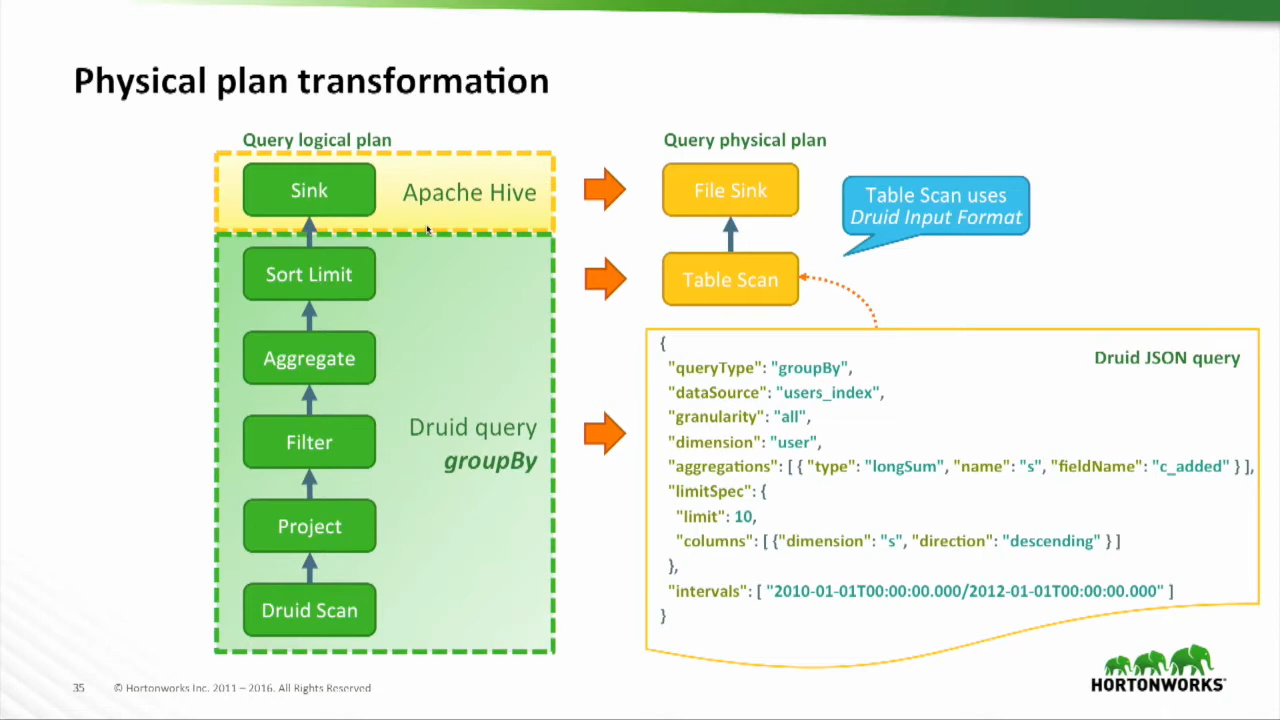 Physical plan transformation
Query logical plan
Sink
Apache Hive
Sort Limit
Aggregate
Filter
Project
Druid Scan
Druid query
groupBy
Query physical plan
File Sink
Table Scan uses
Druid Input Format
Table Scan
Druid JSON query
{
"queryType": "groupBy",
"dataSource": "users_index",
"granularity": "all",
"dimension": "user",
"aggregations": [ { "type": "longSum", "name": "s", "fieldName": "c_added" } ],
"limitSpec": {
"limit": 10,
"columns": [ {"dimension": "s", "direction": "descending" } ]
},
"intervals": [ "2010-01-01T00:00:00.000/2012-01-01T00:00:00.000" ]
}
35 © Hortonworks Inc. 2011 – 2016. All Rights Reserved
HORTONWORKS